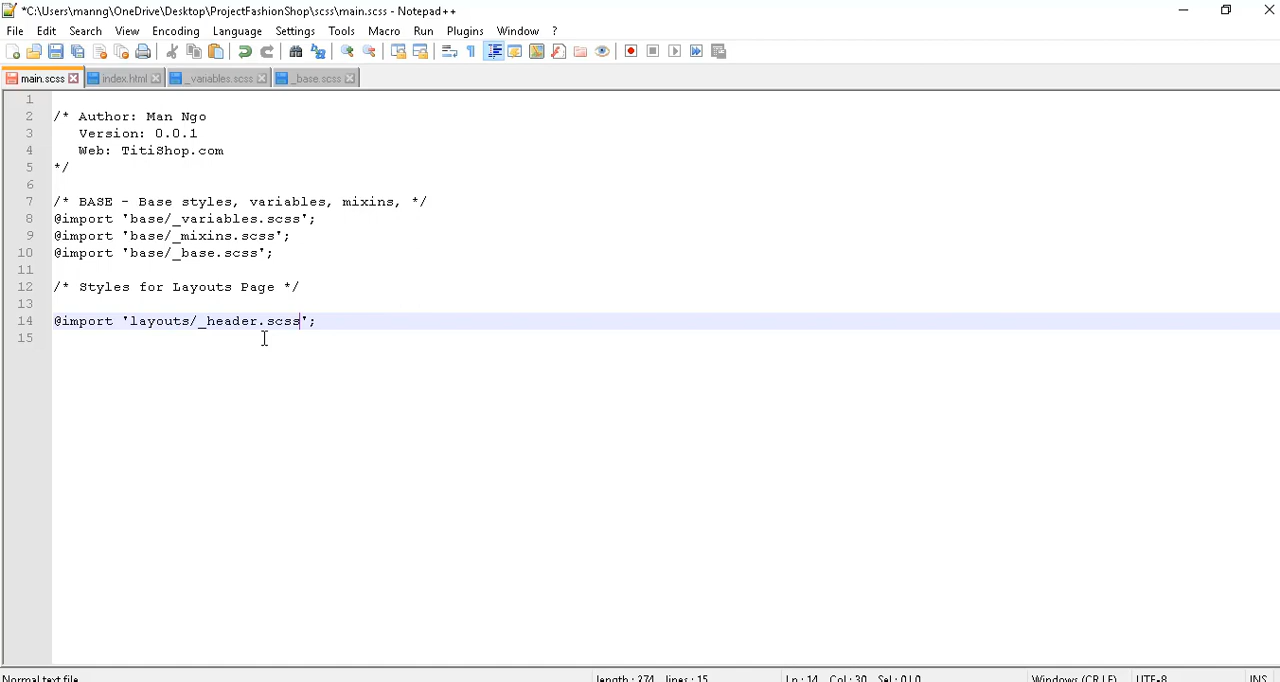 *C:\Users\manng\OneDrive\Desktop\ProjectFashionShop\scss\main.scss - Notepad++
File Edit Search View Encoding Language Settings Tools Macro Run Plugins Window ?
main.scss index.html _variables.scss _base.scss
1
2 /* Author: Man Ngo
3 Version: 0.0.1
4 Web: TitiShop.com
5 */
6
7 /* BASE - Base styles, variables, mixins, */
8 @import 'base/_variables.scss';
9 @import 'base/_mixins.scss';
10 @import 'base/_base.scss';
11
12 /* Styles for Layouts Page */
13
14 @import 'layouts/_header.scss';
15
Normal text file length : 274 lines : 15 Ln : 14 Col : 30 Sel : 0 | 0 Windows (CR LF) UTF-8 INS